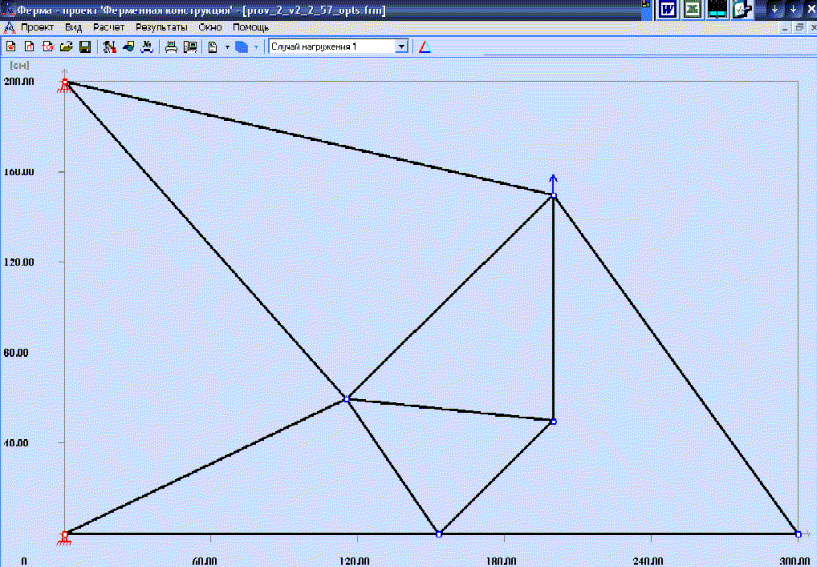 Ферма - проект 'Ферменная конструкция' - [prov_2_v2_2_57_opts.frm]
Проект Вид Расчет Результаты Окно Помощь
Случай нагружения 1
[см]
200.00
160.00
120.00
60.00
40.00
0 60.00 120.00 180.00 240.00 300.00